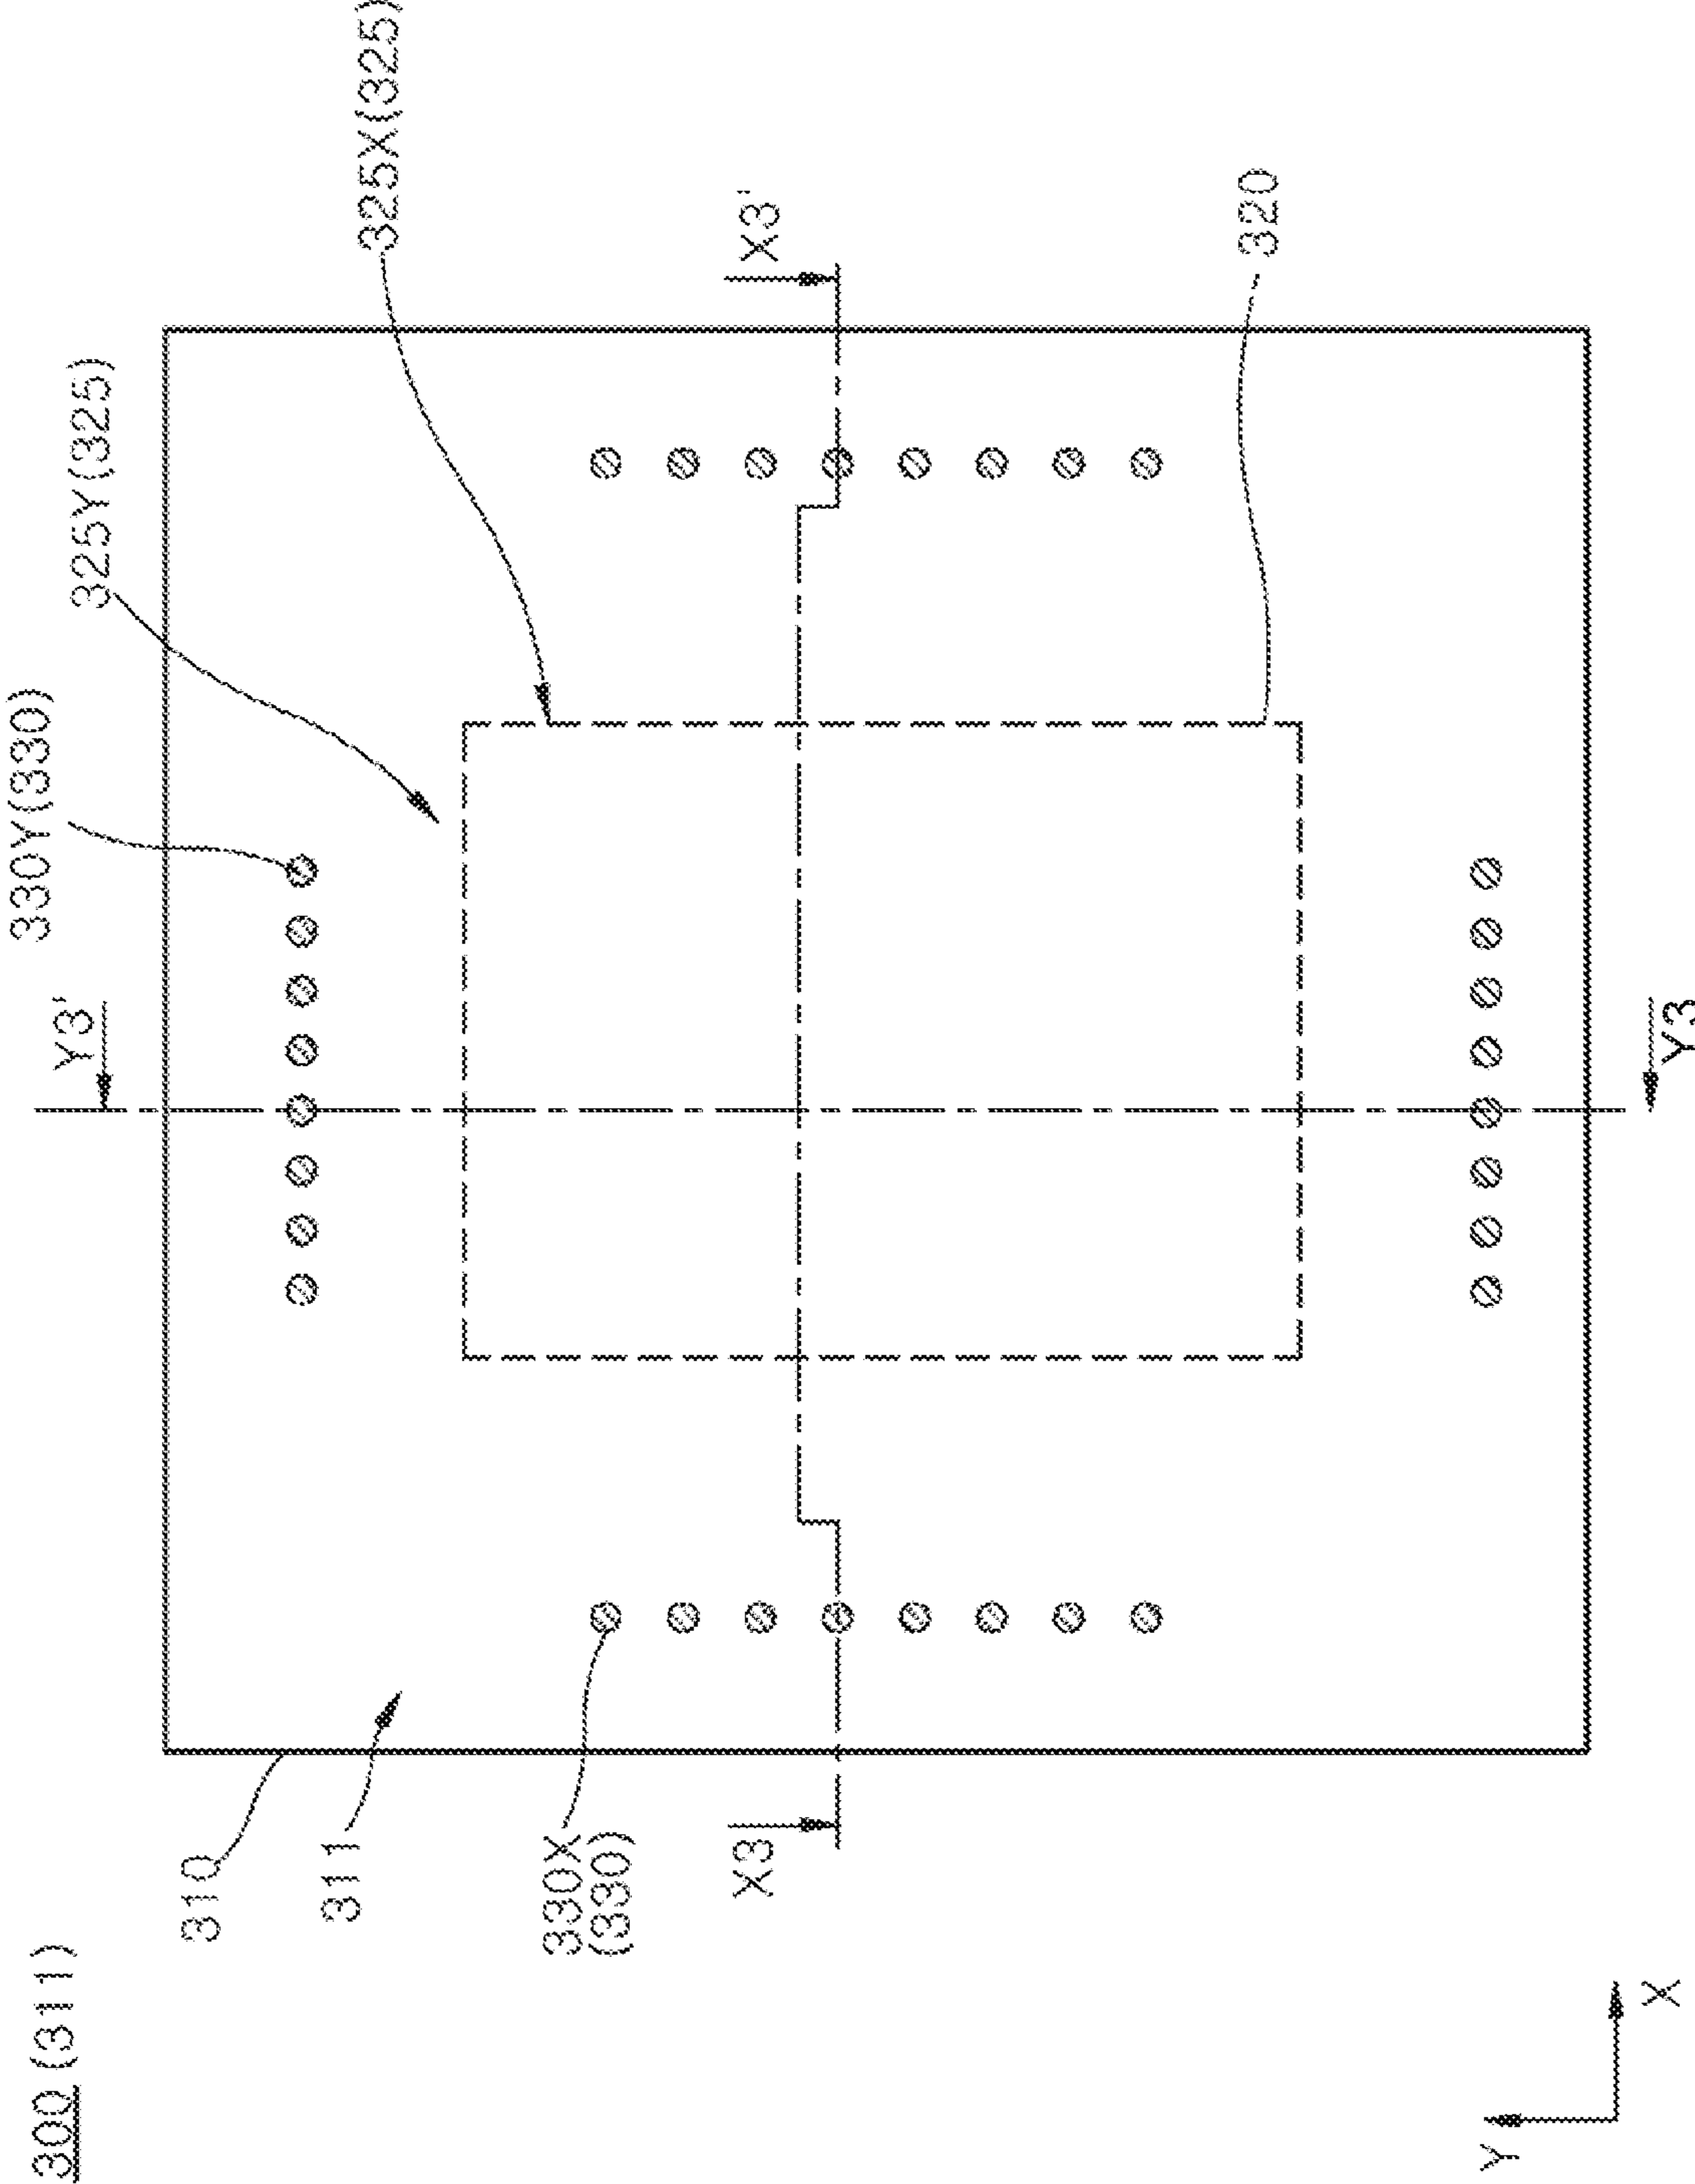 300 (311)
310
311
330X
(330)
X3
Y3'
330Y(330)
325Y(325)
325X(325)
X3'
320
Y3
Y
X